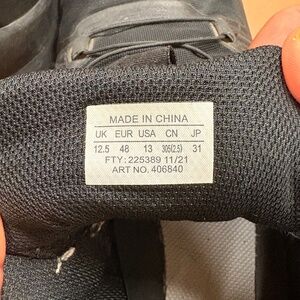 MADE IN CHINA
UK EUR USA CN JP
12.5 48 13 305(2.5) 31
FTY: 225389 11/21
ART NO. 406840